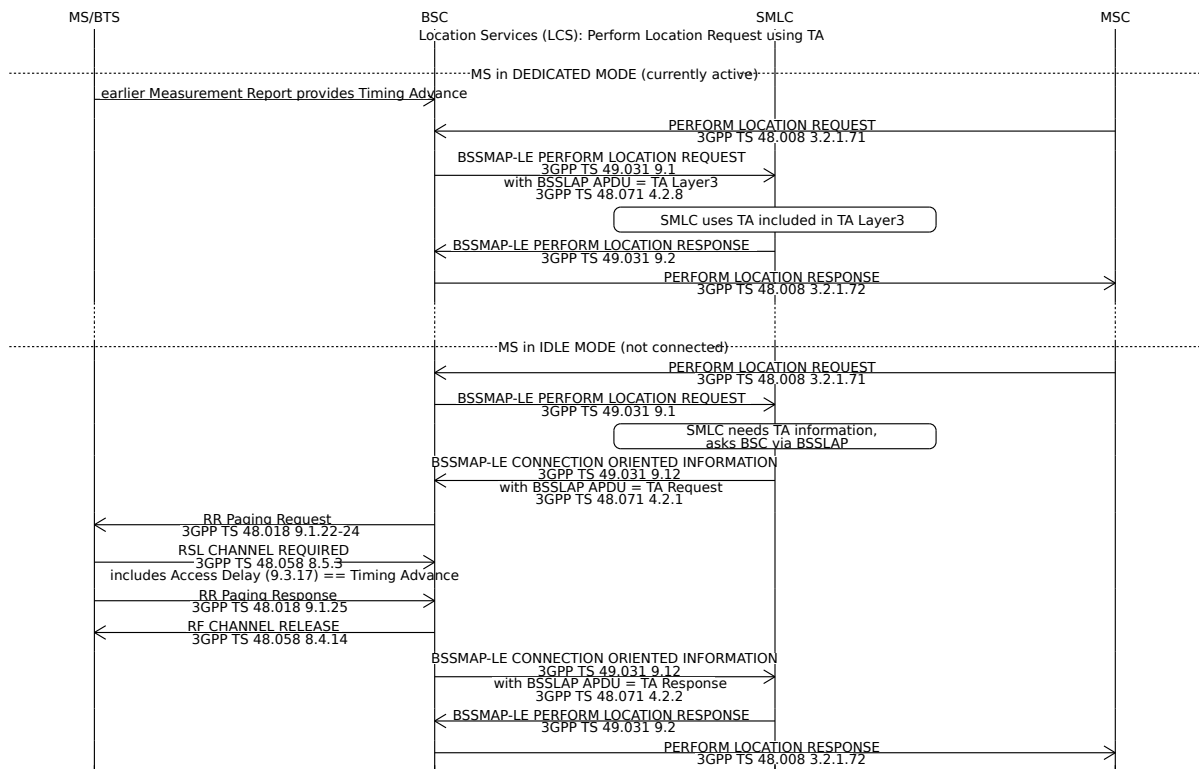 MS/BTS BSC SMLC MSC
Location Services (LCS): Perform Location Request using TA
MS in DEDICATED MODE (currently active)
earlier Measurement Report provides Timing Advance
PERFORM LOCATION REQUEST
3GPP TS 48.008 3.2.1.71
BSSMAP-LE PERFORM LOCATION REQUEST
3GPP TS 49.031 9.1
with BSSLAP APDU = TA Layer3
3GPP TS 48.071 4.2.8
SMLC uses TA included in TA Layer3
BSSMAP-LE PERFORM LOCATION RESPONSE
3GPP TS 49.031 9.2
PERFORM LOCATION RESPONSE
3GPP TS 48.008 3.2.1.72
MS in IDLE MODE (not connected)
PERFORM LOCATION REQUEST
3GPP TS 48.008 3.2.1.71
BSSMAP-LE PERFORM LOCATION REQUEST
3GPP TS 49.031 9.1
SMLC needs TA information,
asks BSC via BSSLAP
BSSMAP-LE CONNECTION ORIENTED INFORMATION
3GPP TS 49.031 9.12
with BSSLAP APDU = TA Request
3GPP TS 48.071 4.2.1
RR Paging Request
3GPP TS 48.018 9.1.22-24
RSL CHANNEL REQUIRED
3GPP TS 48.058 8.5.3
includes Access Delay (9.3.17) == Timing Advance
RR Paging Response
3GPP TS 48.018 9.1.25
RF CHANNEL RELEASE
3GPP TS 48.058 8.4.14
BSSMAP-LE CONNECTION ORIENTED INFORMATION
3GPP TS 49.031 9.12
with BSSLAP APDU = TA Response
3GPP TS 48.071 4.2.2
BSSMAP-LE PERFORM LOCATION RESPONSE
3GPP TS 49.031 9.2
PERFORM LOCATION RESPONSE
3GPP TS 48.008 3.2.1.72